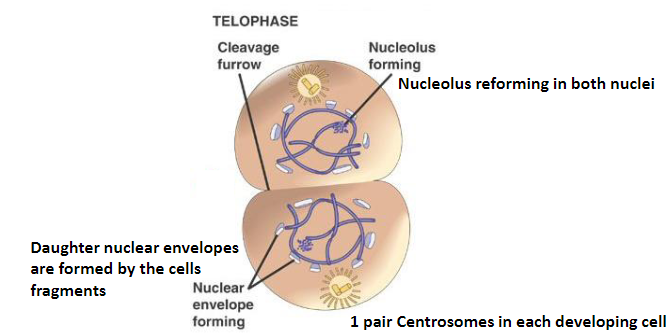 TELOPHASE
Cleavage
furrow
Nucleolus
forming
Nucleolus reforming in both nuclei
Daughter nuclear envelopes
are formed by the cells
fragments
Nuclear
envelope
forming
1 pair Centrosomes in each developing cell